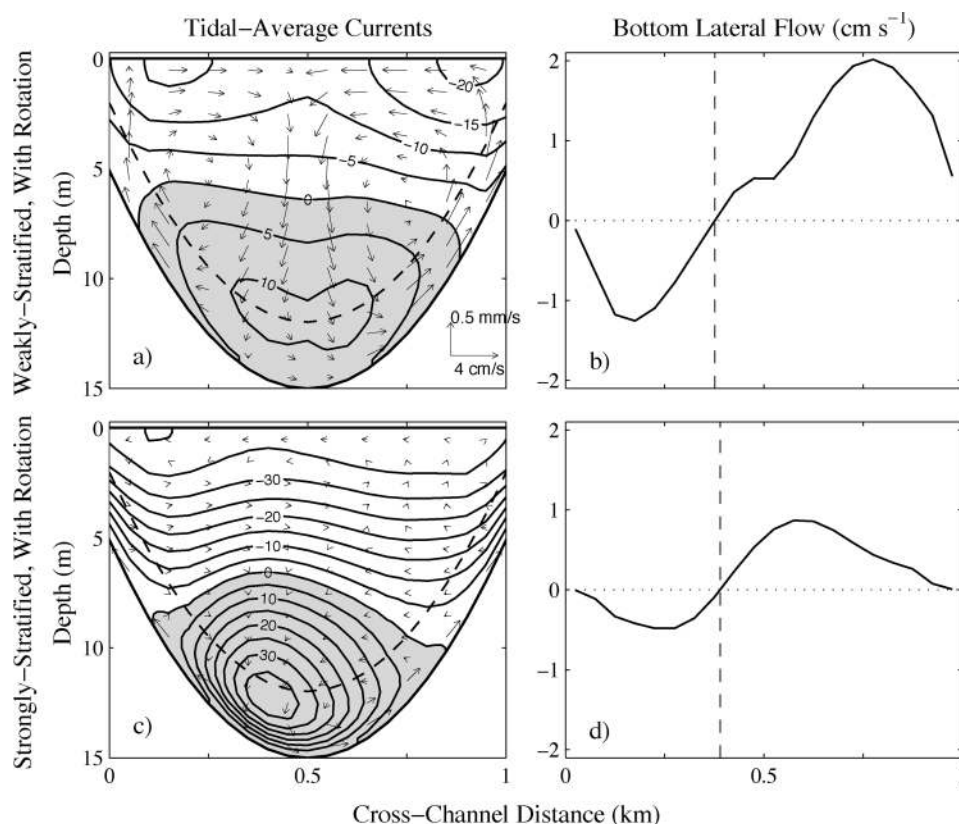 Tidal−Average Currents
Bottom Lateral Flow (cm s−1)
Weakly−Stratified, With Rotation
Depth (m)
0
5
10
15
−20
−15
−10
−5
0
5
10
0.5 mm/s
4 cm/s
a)
2
1
0
−1
−2
b)
Strongly−Stratified, With Rotation
Depth (m)
0
5
10
15
−30
−20
−10
0
10
20
30
c)
0
0.5
1
2
1
0
−1
−2
d)
0
0.5
Cross−Channel Distance (km)